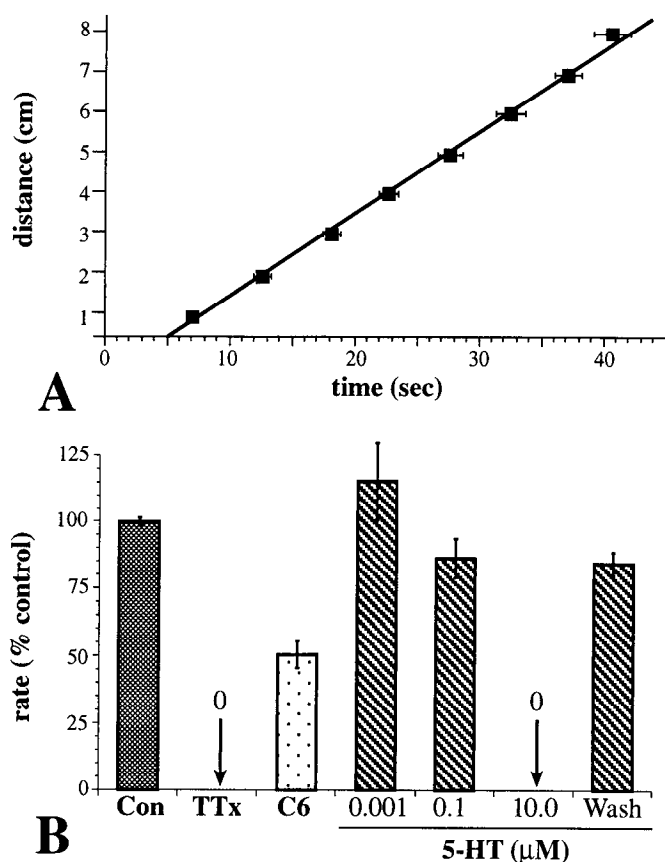 8
7
6
5
4
3
2
1
distance (cm)
0 10 20 30 40
time (sec)
A
125
100
75
50
25
0
rate (% control)
0 0
Con TTx C6 0.001 0.1 10.0 Wash
5-HT (μM)
B